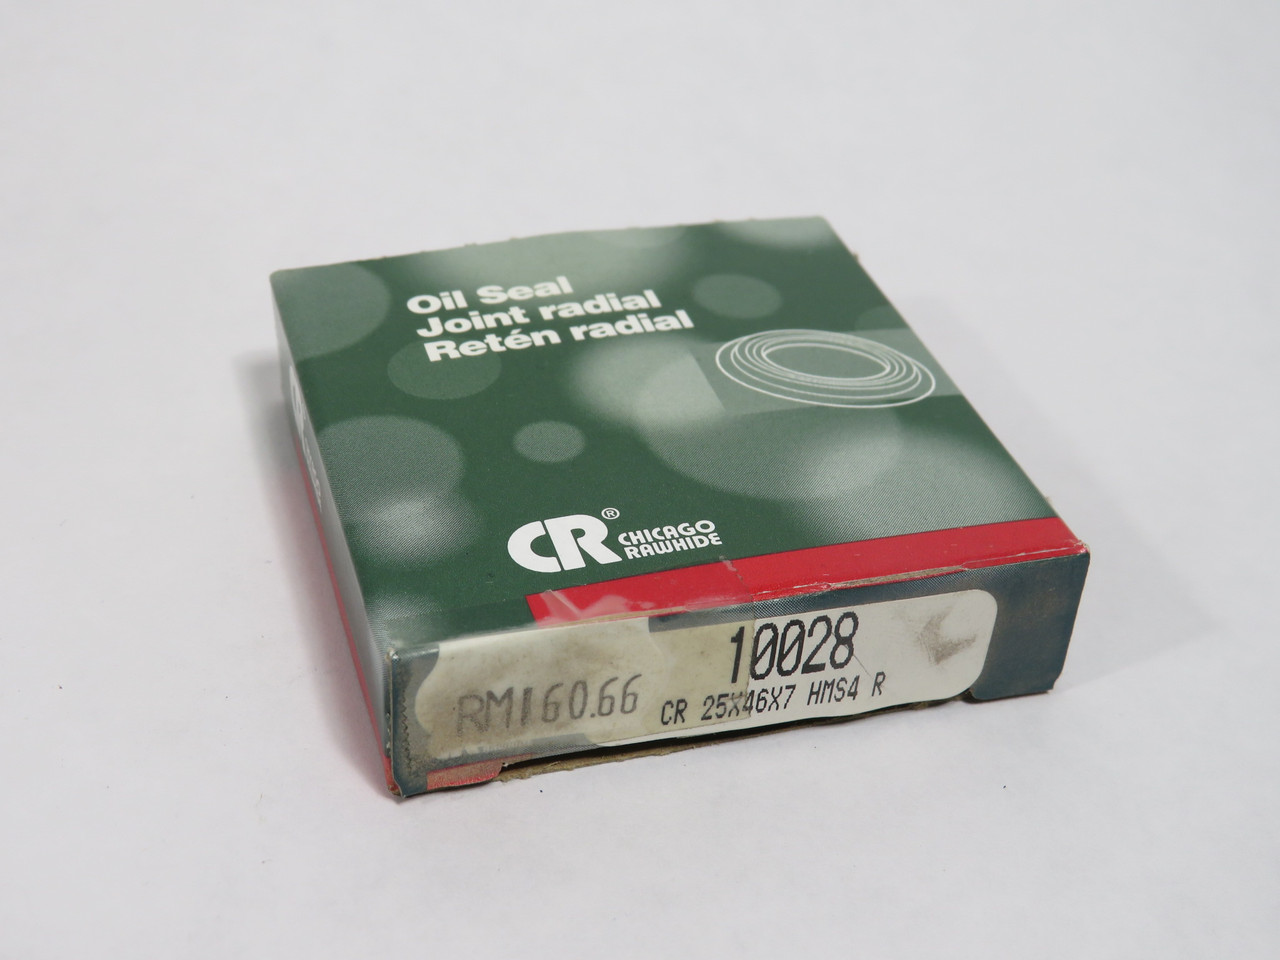 Oil Seal
Joint radial
Retén radial
CR®
CHICAGO
RAWHIDE
10028
RM160.66
CR 25X46X7 HMS4 R